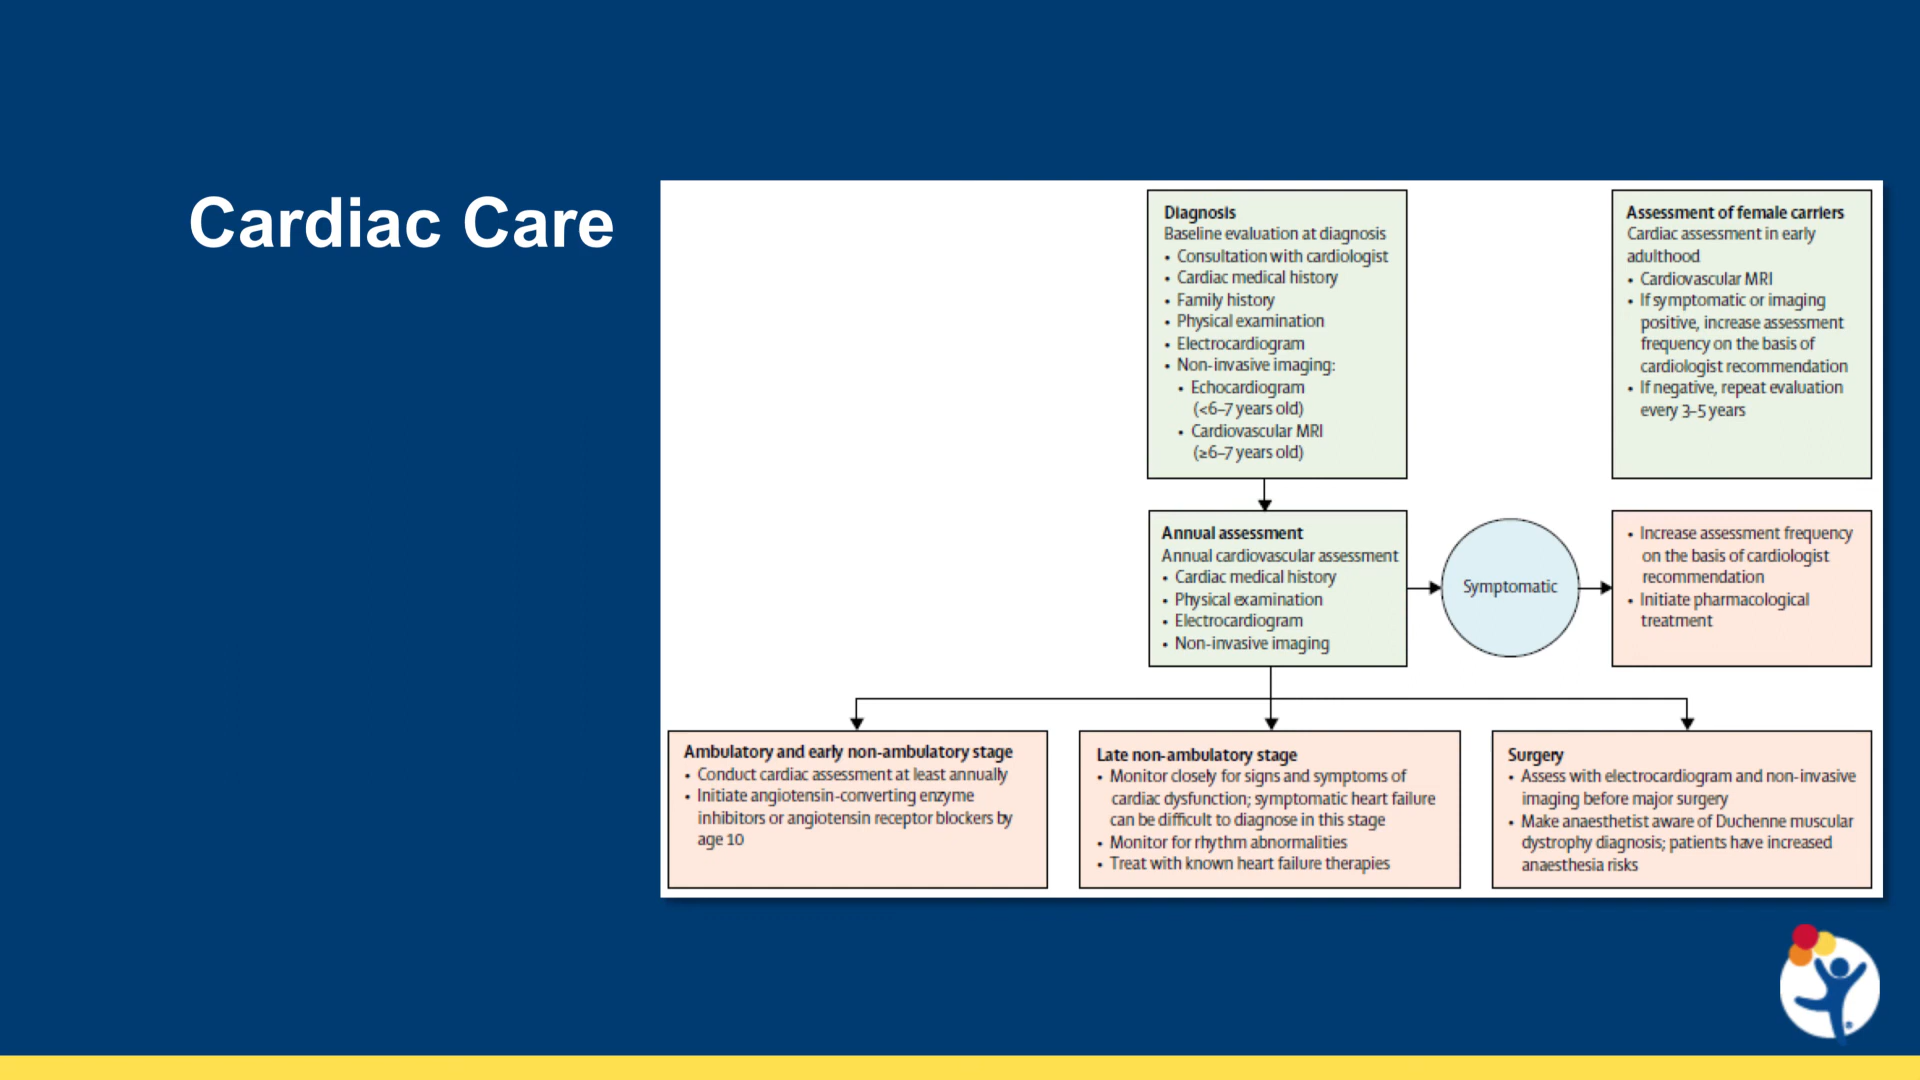 Cardiac Care
Diagnosis
Baseline evaluation at diagnosis
• Consultation with cardiologist
• Cardiac medical history
• Family history
• Physical examination
• Electrocardiogram
• Non-invasive imaging:
• Echocardiogram
(<6–7 years old)
• Cardiovascular MRI
(≥6–7 years old)
Assessment of female carriers
Cardiac assessment in early
adulthood
• Cardiovascular MRI
• If symptomatic or imaging
positive, increase assessment
frequency on the basis of
cardiologist recommendation
• If negative, repeat evaluation
every 3–5 years
Annual assessment
Annual cardiovascular assessment
• Cardiac medical history
• Physical examination
• Electrocardiogram
• Non-invasive imaging
Symptomatic
• Increase assessment frequency
on the basis of cardiologist
recommendation
• Initiate pharmacological
treatment
Ambulatory and early non-ambulatory stage
• Conduct cardiac assessment at least annually
• Initiate angiotensin-converting enzyme
inhibitors or angiotensin receptor blockers by
age 10
Late non-ambulatory stage
• Monitor closely for signs and symptoms of
cardiac dysfunction; symptomatic heart failure
can be difficult to diagnose in this stage
• Monitor for rhythm abnormalities
• Treat with known heart failure therapies
Surgery
• Assess with electrocardiogram and non-invasive
imaging before major surgery
• Make anaesthetist aware of Duchenne muscular
dystrophy diagnosis; patients have increased
anaesthesia risks